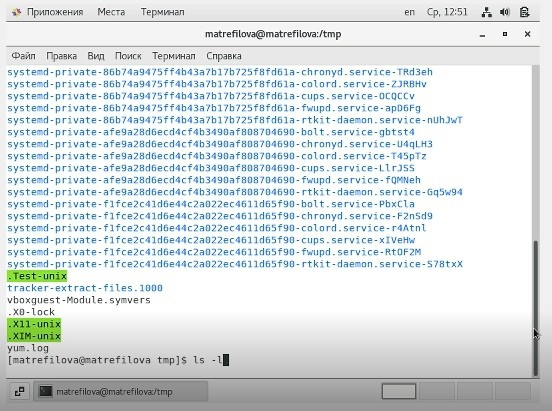 Приложения Места Терминал en Ср, 12:51
matrefilova@matrefilova:/tmp
Файл Правка Вид Поиск Терминал Справка
systemd-private-86b74a9475ff4b43a7b17b725f8fd61a-chronyd.service-TRd3eh
systemd-private-86b74a9475ff4b43a7b17b725f8fd61a-colord.service-ZJRBHv
systemd-private-86b74a9475ff4b43a7b17b725f8fd61a-cups.service-OCQCCv
systemd-private-86b74a9475ff4b43a7b17b725f8fd61a-fwupd.service-apD6Fg
systemd-private-86b74a9475ff4b43a7b17b725f8fd61a-rtkit-daemon.service-nUhJwT
systemd-private-afe9a28d6ecd4cf4b3490af808704690-bolt.service-gbtst4
systemd-private-afe9a28d6ecd4cf4b3490af808704690-chronyd.service-U4qLH3
systemd-private-afe9a28d6ecd4cf4b3490af808704690-colord.service-T45pTz
systemd-private-afe9a28d6ecd4cf4b3490af808704690-cups.service-LlrJSS
systemd-private-afe9a28d6ecd4cf4b3490af808704690-fwupd.service-fQMNeh
systemd-private-afe9a28d6ecd4cf4b3490af808704690-rtkit-daemon.service-Gq5w94
systemd-private-f1fce2c41d6e44c2a022ec4611d65f90-bolt.service-PbxCla
systemd-private-f1fce2c41d6e44c2a022ec4611d65f90-chronyd.service-F2nSd9
systemd-private-f1fce2c41d6e44c2a022ec4611d65f90-colord.service-r4Atnl
systemd-private-f1fce2c41d6e44c2a022ec4611d65f90-cups.service-xIVeHw
systemd-private-f1fce2c41d6e44c2a022ec4611d65f90-fwupd.service-RtOF2M
systemd-private-f1fce2c41d6e44c2a022ec4611d65f90-rtkit-daemon.service-S78txX
.Test-unix
tracker-extract-files.1000
vboxguest-Module.symvers
.X0-lock
.X11-unix
.XIM-unix
yum.log
[matrefilova@matrefilova tmp]$ ls -l
matrefilova@matrefilova:/tmp